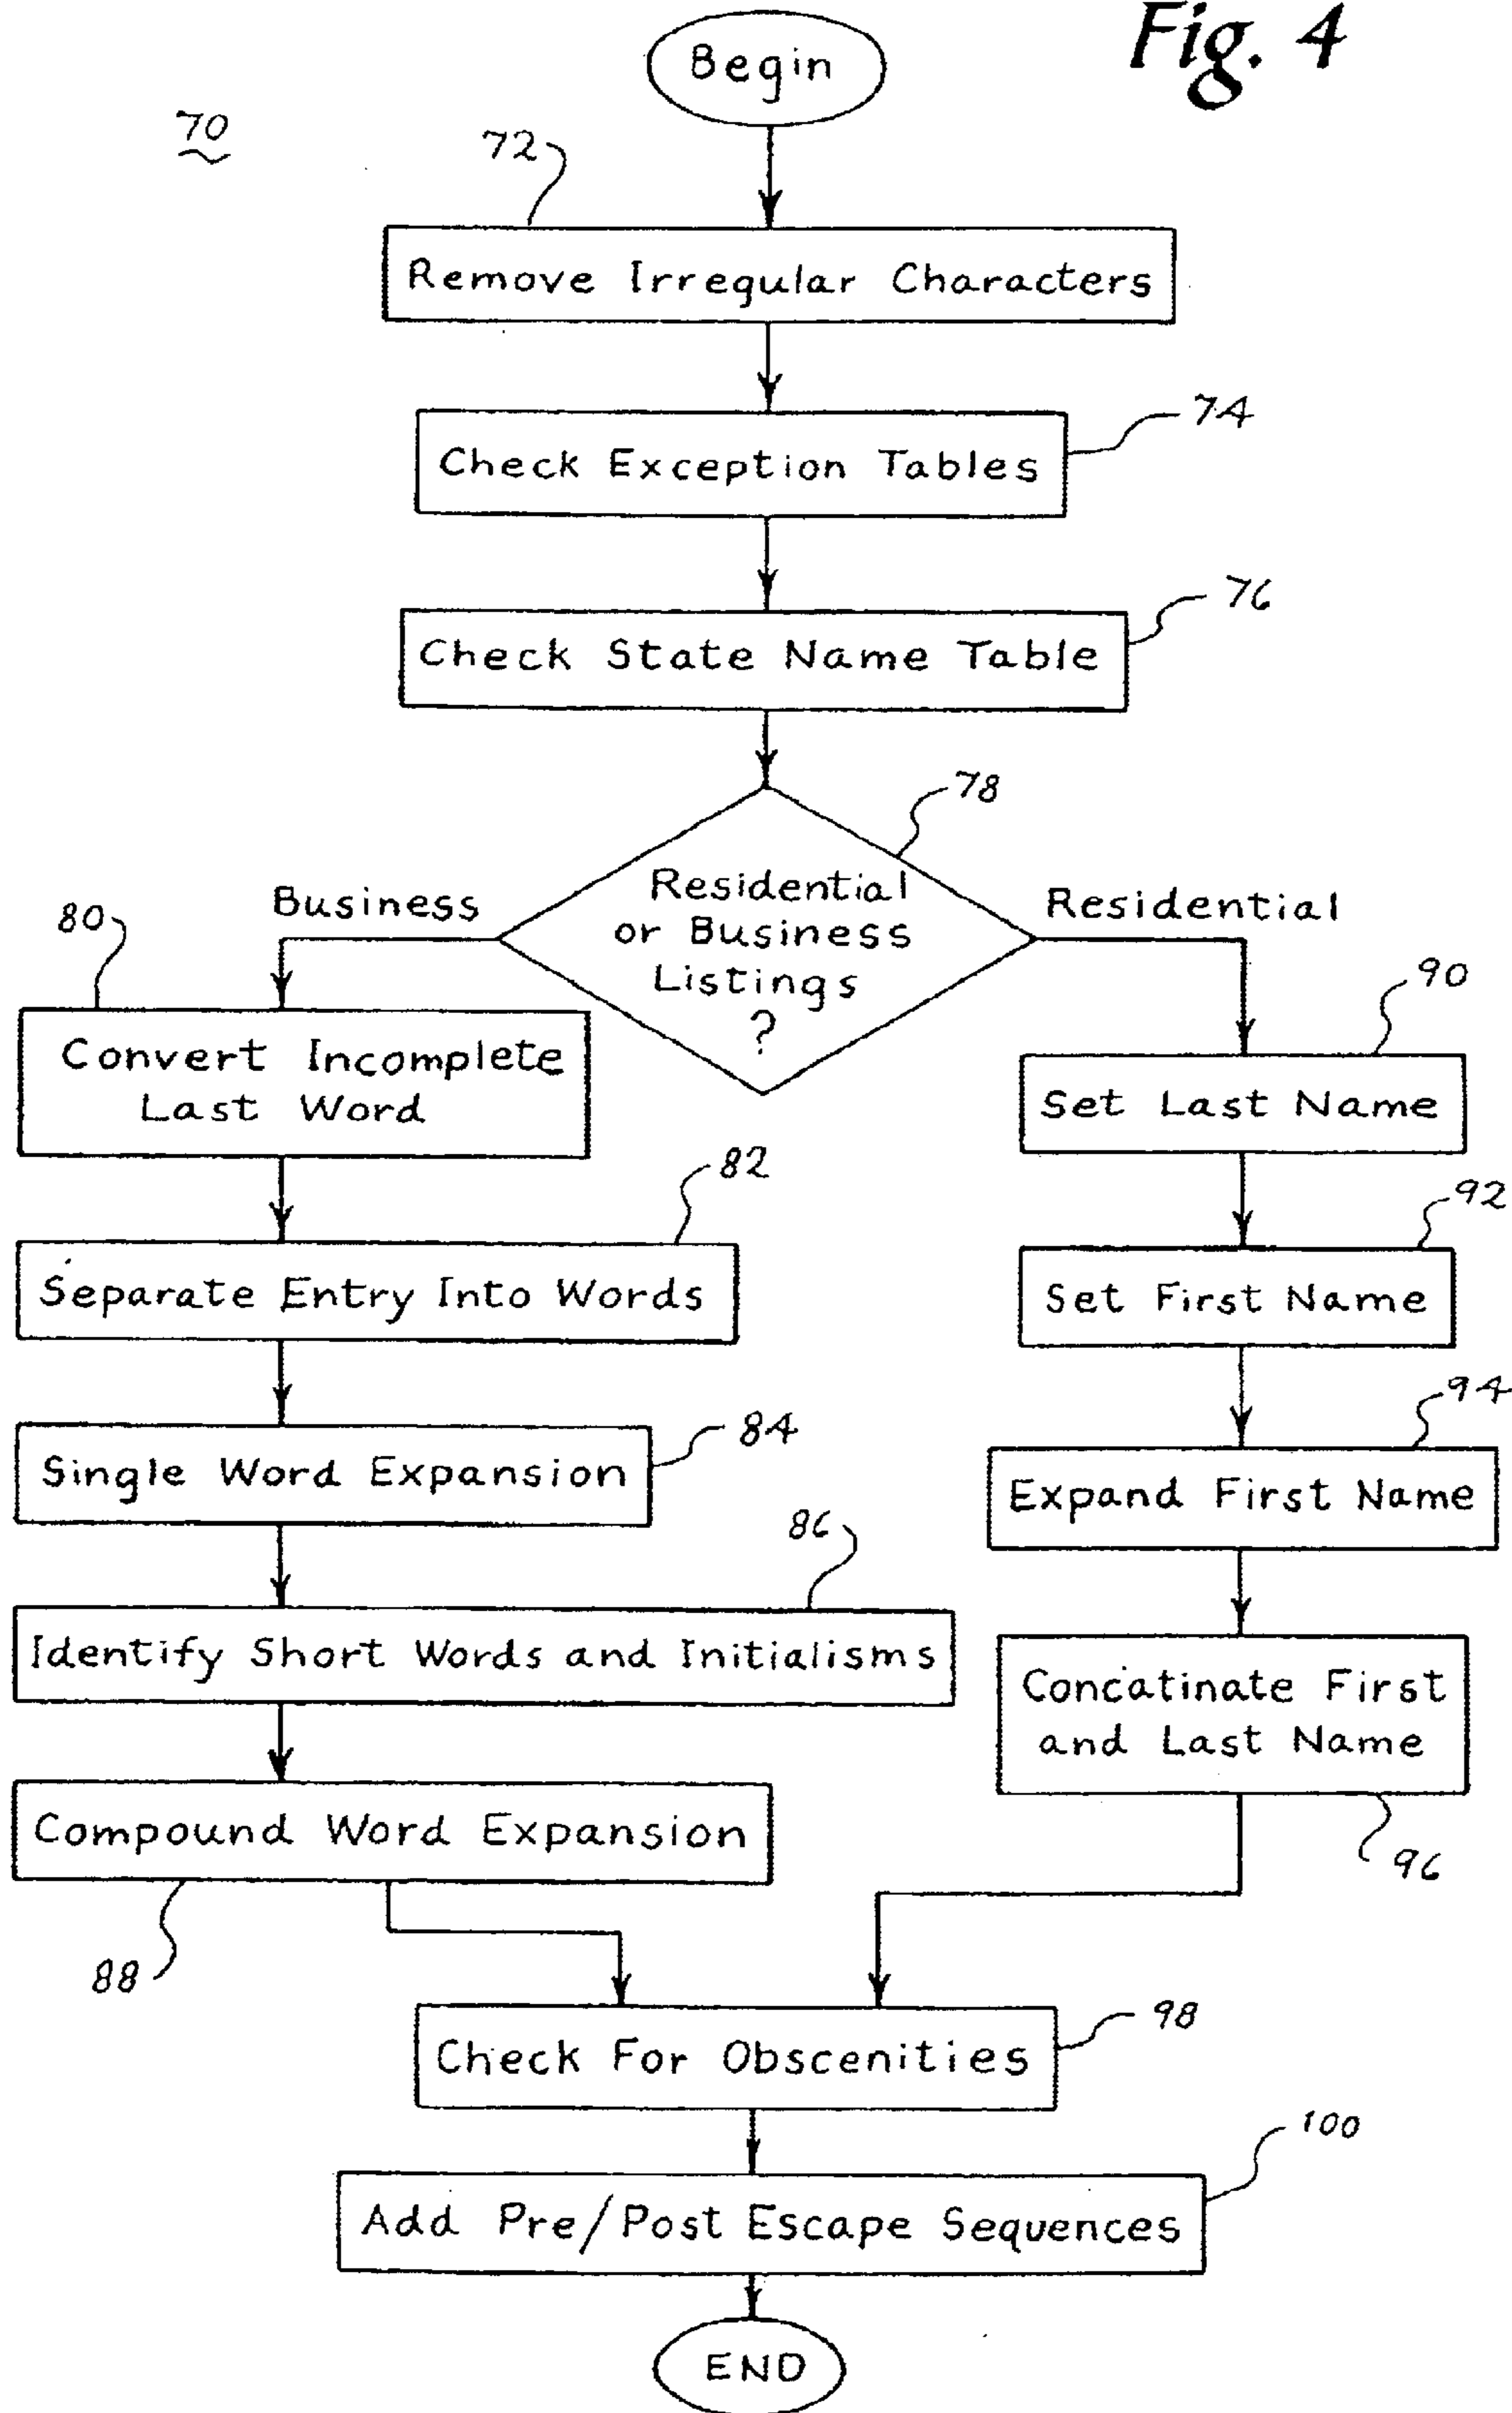 Fig. 4
Begin
70
72
Remove Irregular Characters
74
Check Exception Tables
76
Check State Name Table
78
Residential
or Business
Listings
?
Business
Residential
80
Convert Incomplete
Last Word
82
Separate Entry Into Words
84
Single Word Expansion
86
Identify Short Words and Initialisms
Compound Word Expansion
88
90
Set Last Name
92
Set First Name
94
Expand First Name
Concatinate First
and Last Name
96
98
Check For Obscenities
100
Add Pre/Post Escape Sequences
END